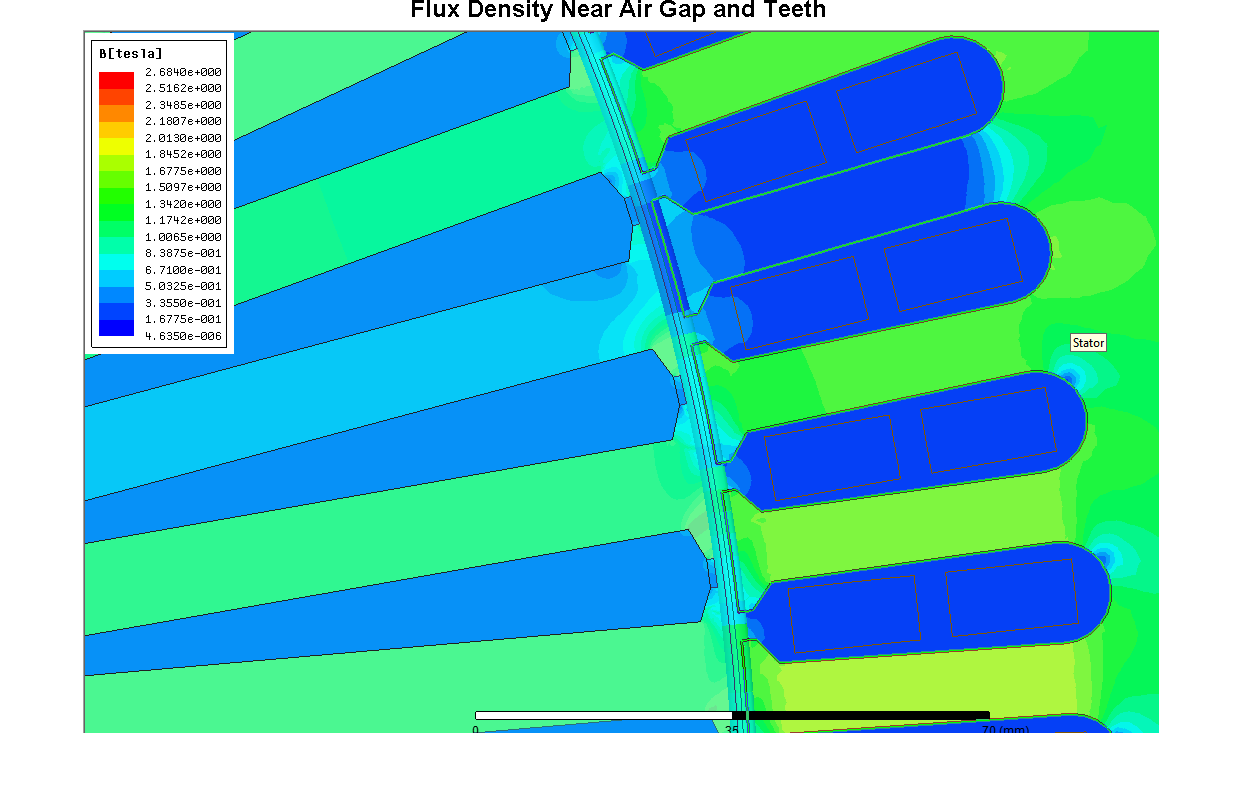 Flux Density Near Air Gap and Teeth
B[tesla]
2.6840e+000
2.5162e+000
2.3485e+000
2.1807e+000
2.0130e+000
1.8452e+000
1.6775e+000
1.5097e+000
1.3420e+000
1.1742e+000
1.0065e+000
8.3875e-001
6.7100e-001
5.0325e-001
3.3550e-001
1.6775e-001
4.6350e-006
Stator
0 35 70 (mm)